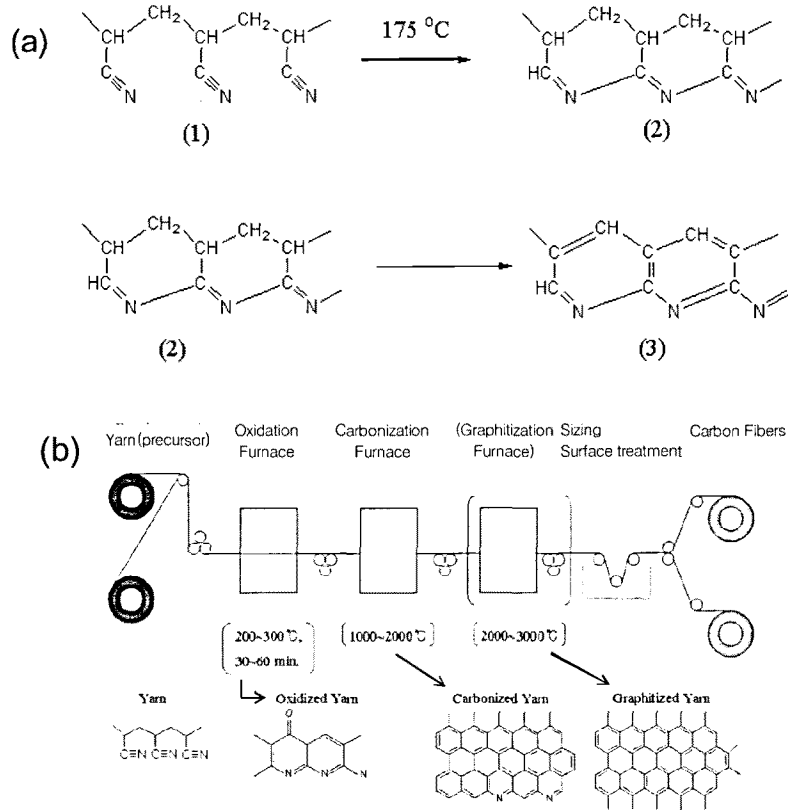 (a)
CH CH₂ CH CH₂ CH
C C C
N N N
(1)
175 °C
CH CH₂ CH CH₂ CH
HC C C
N N N
(2)
CH CH₂ CH CH₂ CH
HC C C
N N N
(2)
C CH C CH C
HC C C
N N N
(3)
(b)
Yarn(precursor)
Oxidation
Furnace
Carbonization
Furnace
(Graphitization
Furnace)
Sizing
Surface treatment
Carbon Fibers
200~300℃,
30~60 min.
1000~2000℃
2000~3000℃
Yarn
Oxidized Yarn
Carbonized Yarn
Graphitized Yarn
C≡N C≡N C≡N
O
N N N
N N